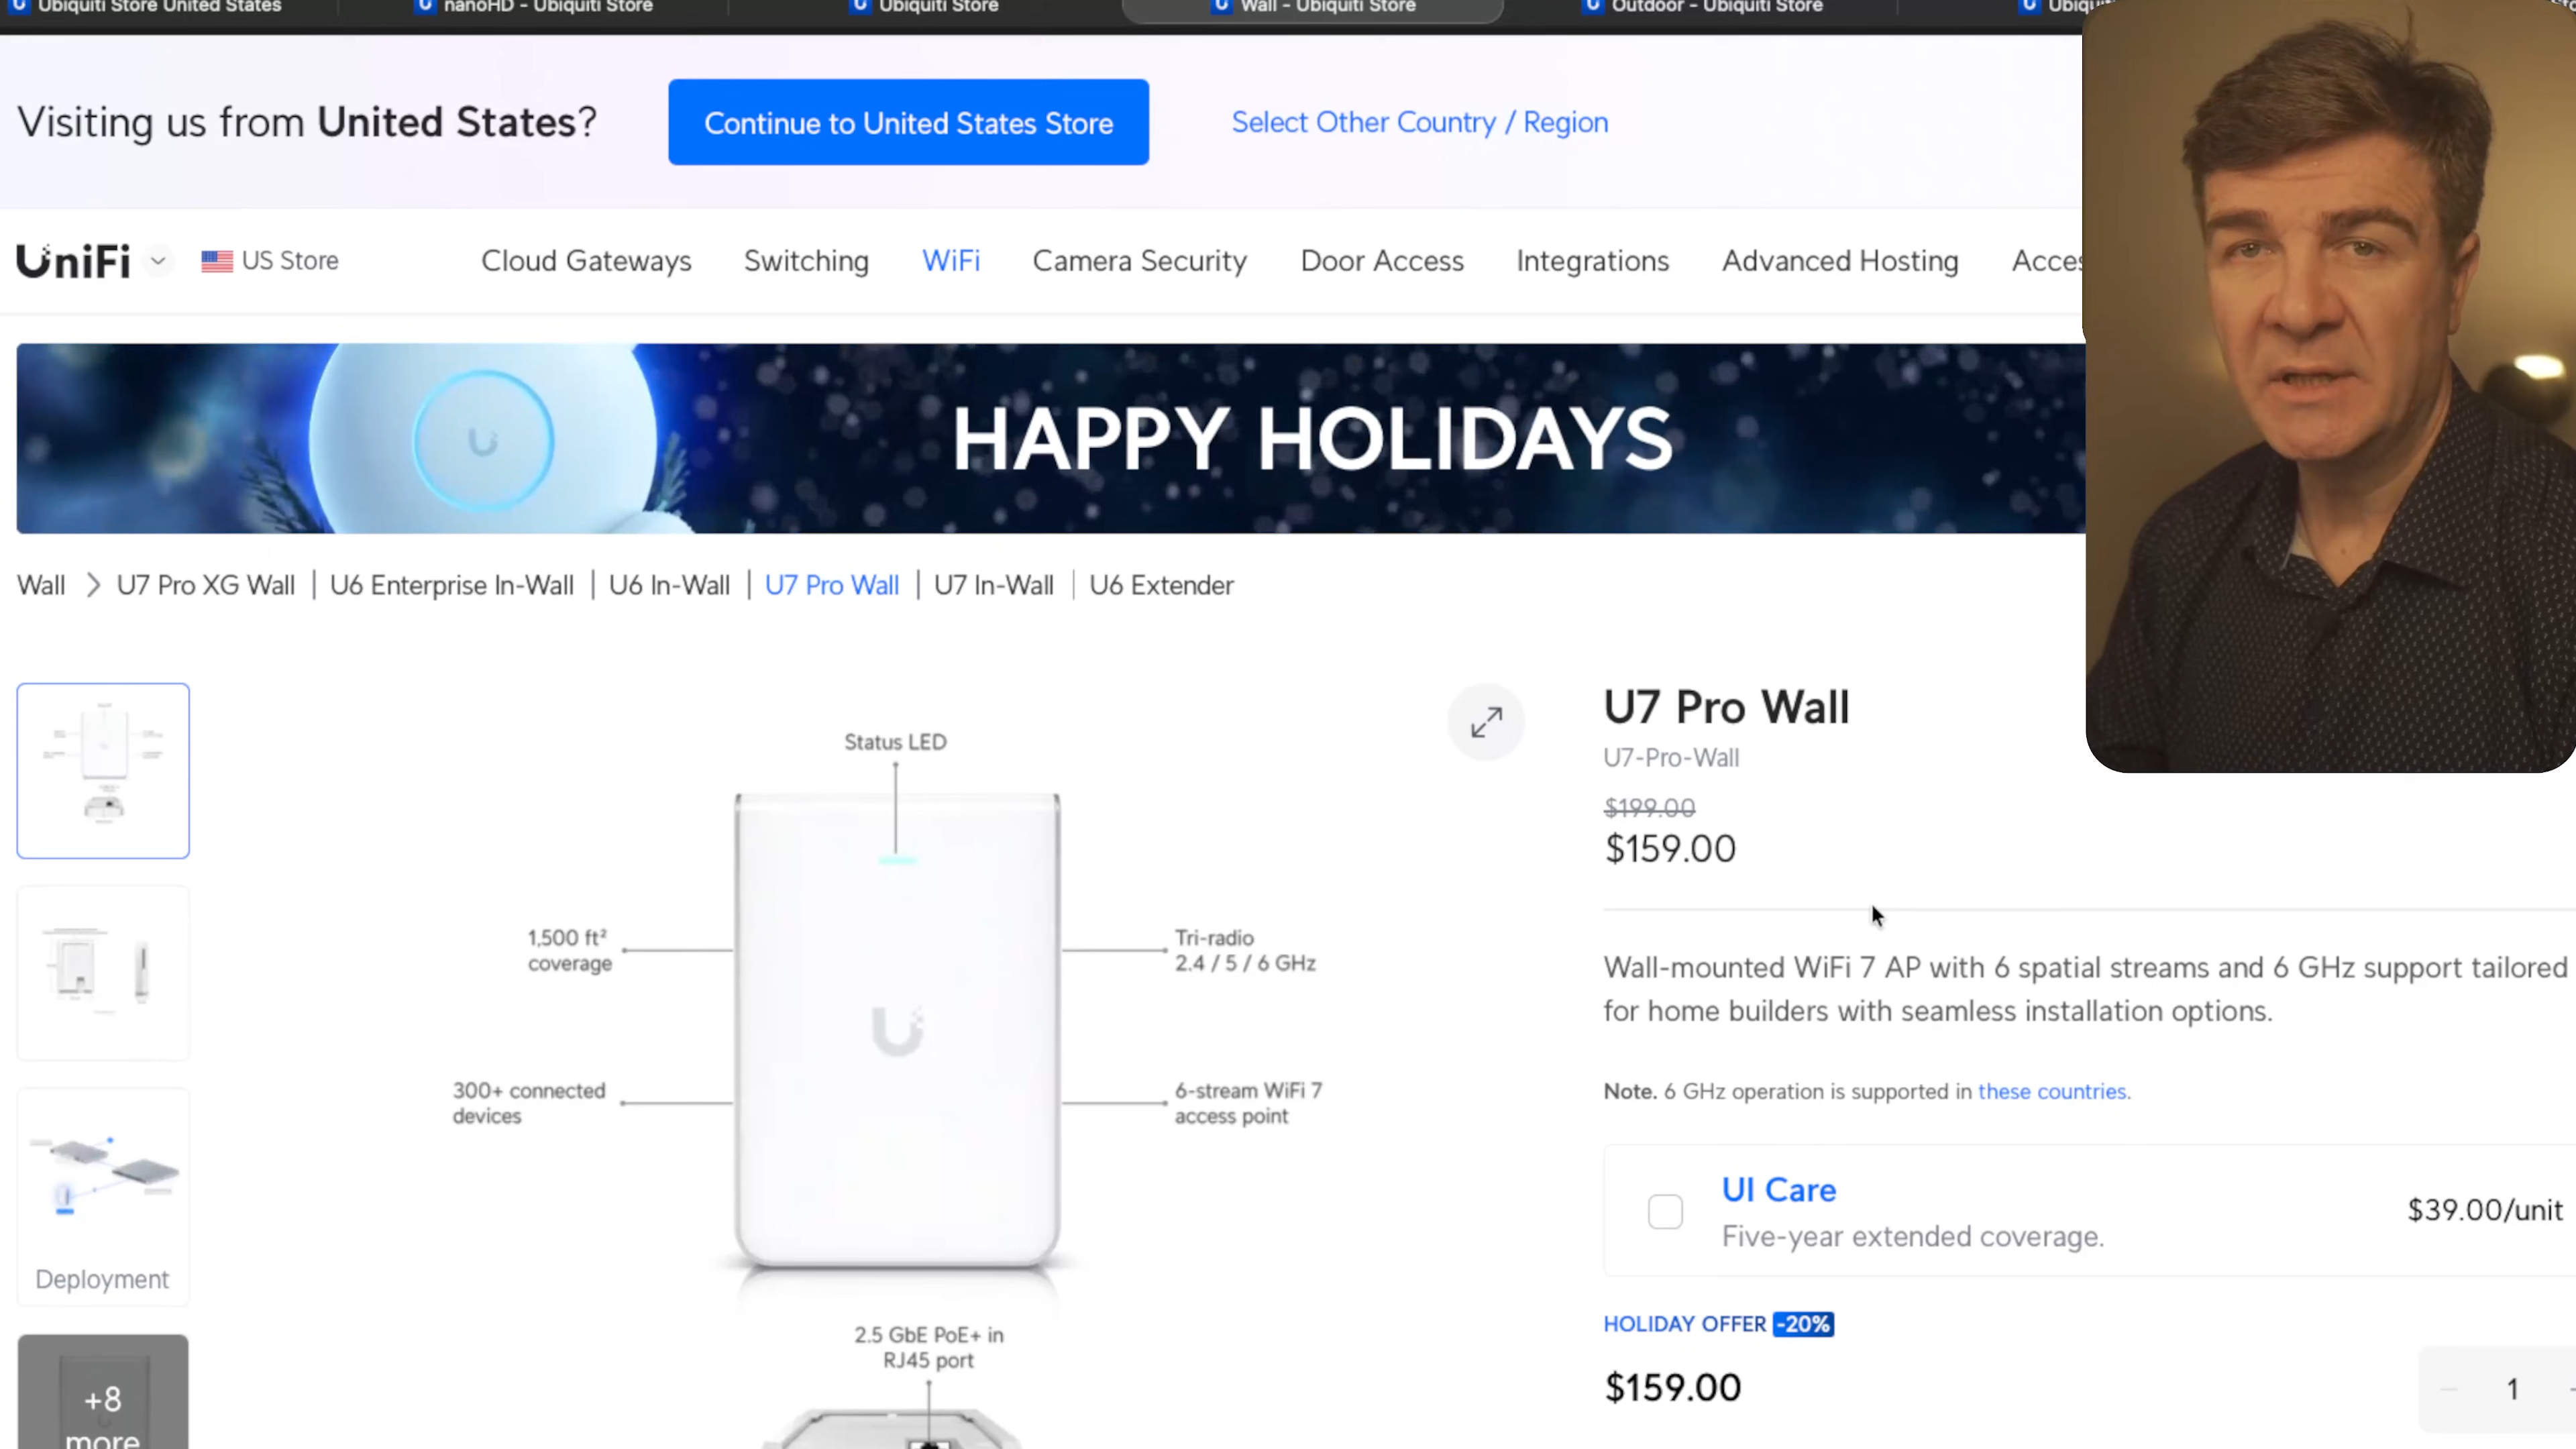 Ubiquiti Store United States
nanoHD - Ubiquiti Store
Ubiquiti Store
Wall - Ubiquiti Store
Outdoor - Ubiquiti Store
Visiting us from United States?
Continue to United States Store
Select Other Country / Region
UniFi
US Store
Cloud Gateways
Switching
WiFi
Camera Security
Door Access
Integrations
Advanced Hosting
HAPPY HOLIDAYS
Wall > U7 Pro XG Wall | U6 Enterprise In-Wall | U6 In-Wall | U7 Pro Wall | U7 In-Wall | U6 Extender
Status LED
1,500 ft²
coverage
Tri-radio
2.4 / 5 / 6 GHz
300+ connected
devices
6-stream WiFi 7
access point
2.5 GbE PoE+ in
RJ45 port
Deployment
+8
more
U7 Pro Wall
U7-Pro-Wall
$199.00
$159.00
Wall-mounted WiFi 7 AP with 6 spatial streams and 6 GHz support tailored
for home builders with seamless installation options.
Note. 6 GHz operation is supported in these countries.
UI Care
Five-year extended coverage.
$39.00/unit
HOLIDAY OFFER -20%
$159.00
1